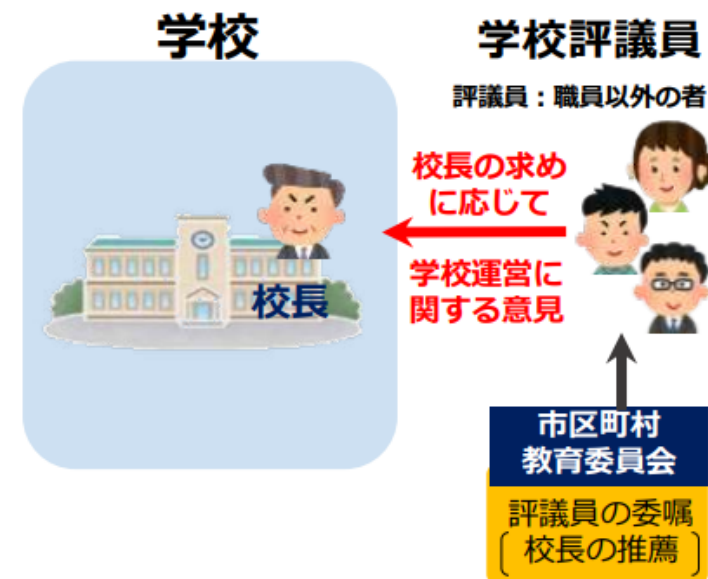 学校
学校評議員
評議員：職員以外の者
校長の求め
に応じて
学校運営に
関する意見
校長
市区町村
教育委員会
評議員の委嘱
[校長の推薦]